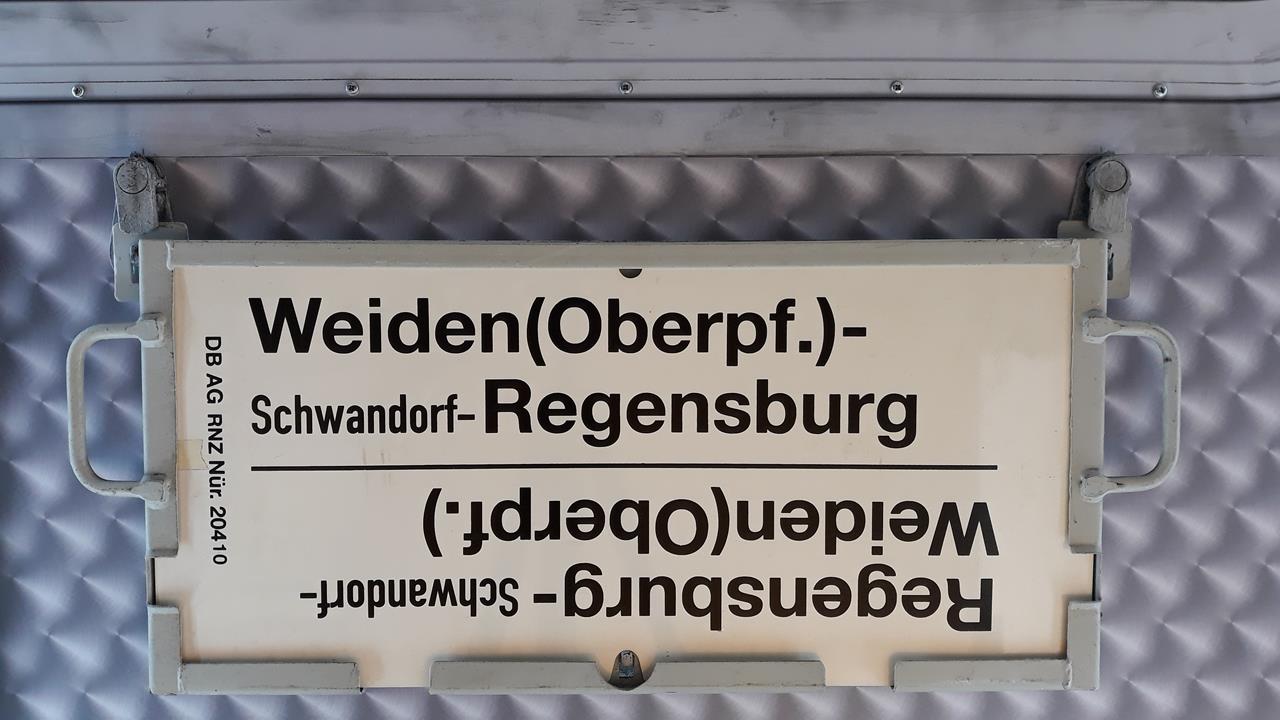 Weiden(Oberpf.)-
Schwandorf-Regensburg
Regensburg-Schwandorf-
Weiden(Oberpf.)
DB AG RNZ Nür. 20410